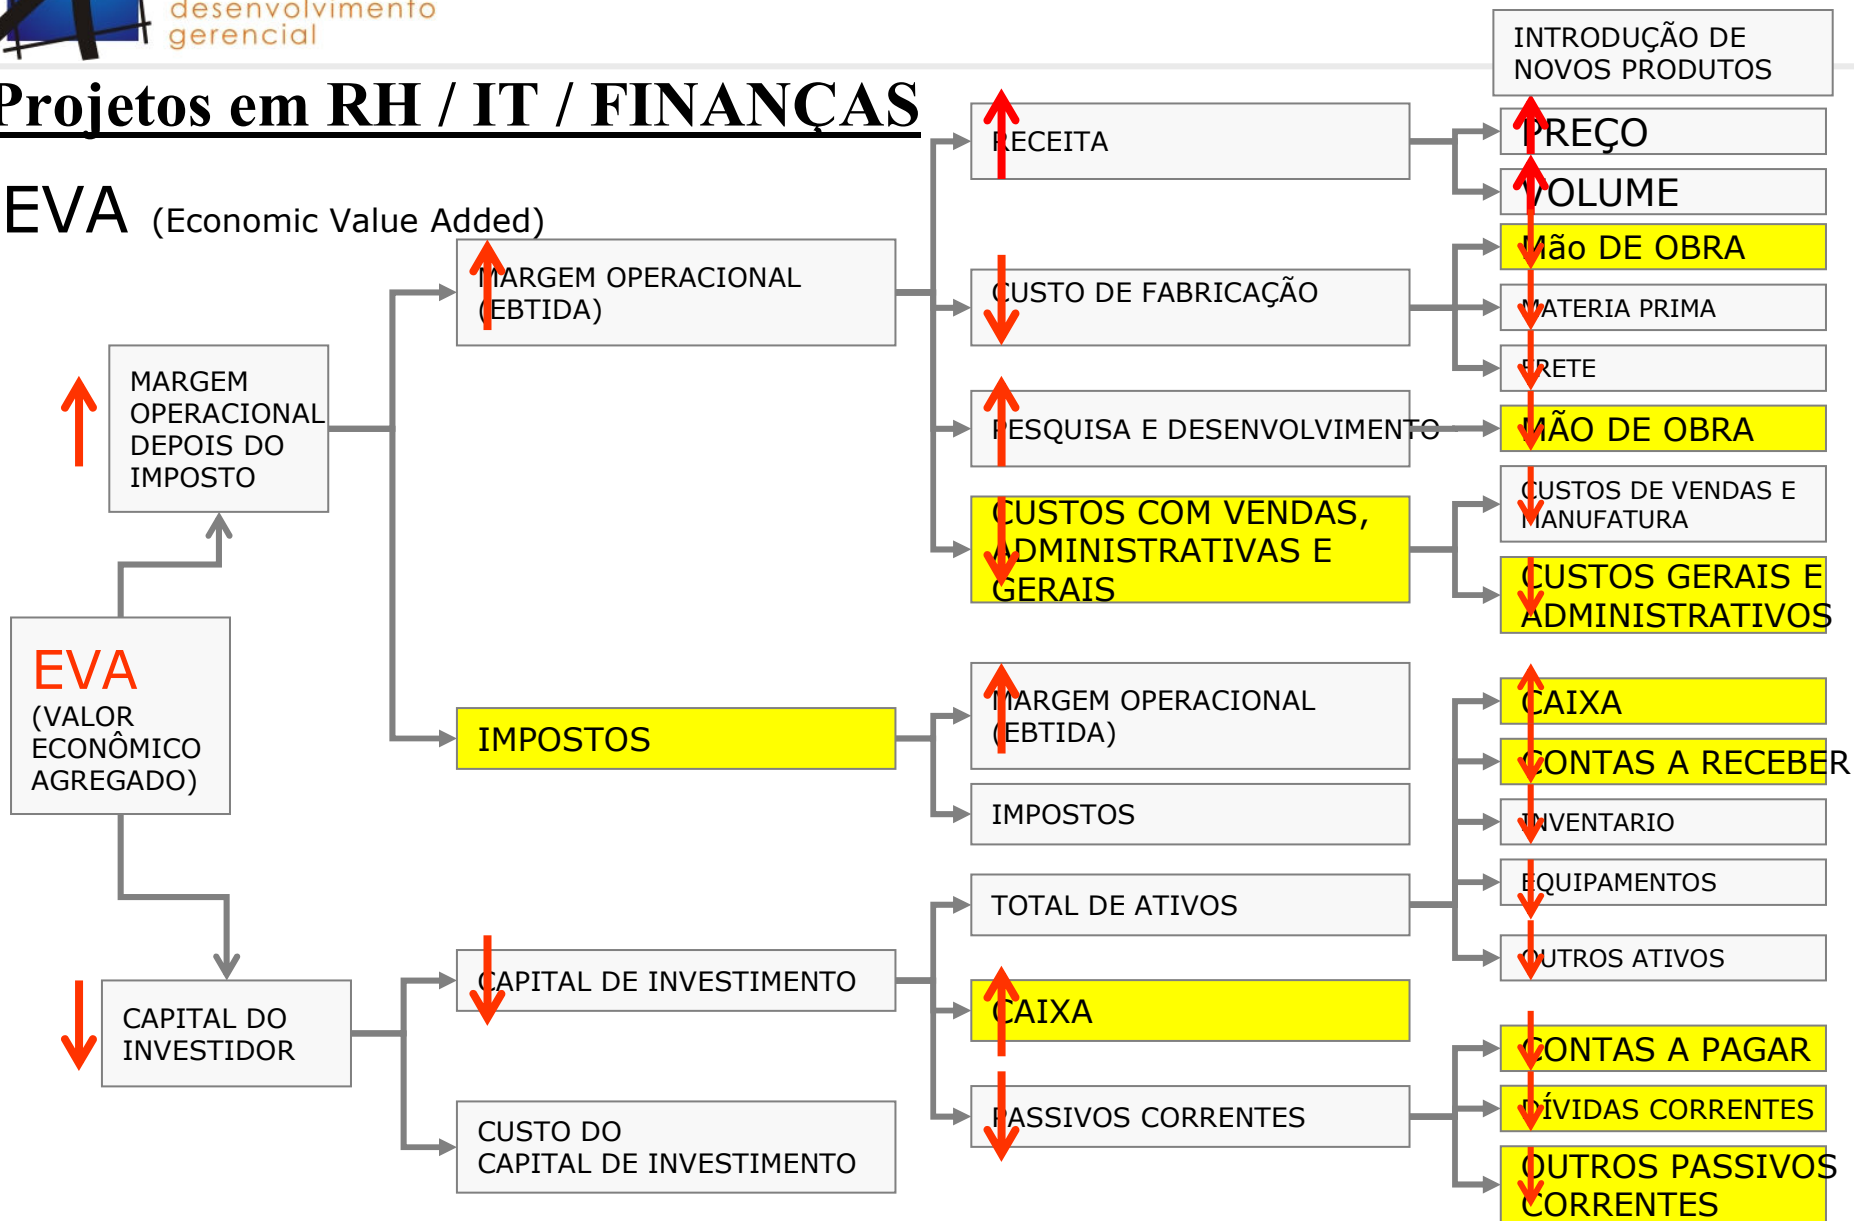 desenvolvimento
gerencial
Projetos em RH / IT / FINANÇAS
EVA (Economic Value Added)
EVA
(VALOR
ECONÔMICO
AGREGADO)
MARGEM
OPERACIONAL
DEPOIS DO
IMPOSTO
CAPITAL DO
INVESTIDOR
MARGEM OPERACIONAL
(EBTIDA)
IMPOSTOS
CAPITAL DE INVESTIMENTO
CUSTO DO
CAPITAL DE INVESTIMENTO
RECEITA
CUSTO DE FABRICAÇÃO
PESQUISA E DESENVOLVIMENTO
CUSTOS COM VENDAS,
ADMINISTRATIVAS E
GERAIS
MARGEM OPERACIONAL
(EBTIDA)
IMPOSTOS
TOTAL DE ATIVOS
CAIXA
PASSIVOS CORRENTES
INTRODUÇÃO DE
NOVOS PRODUTOS
PREÇO
VOLUME
Mão DE OBRA
MATERIA PRIMA
FRETE
MÃO DE OBRA
CUSTOS DE VENDAS E
MANUFATURA
CUSTOS GERAIS E
ADMINISTRATIVOS
CAIXA
CONTAS A RECEBER
INVENTARIO
EQUIPAMENTOS
OUTROS ATIVOS
CONTAS A PAGAR
DÍVIDAS CORRENTES
OUTROS PASSIVOS
CORRENTES